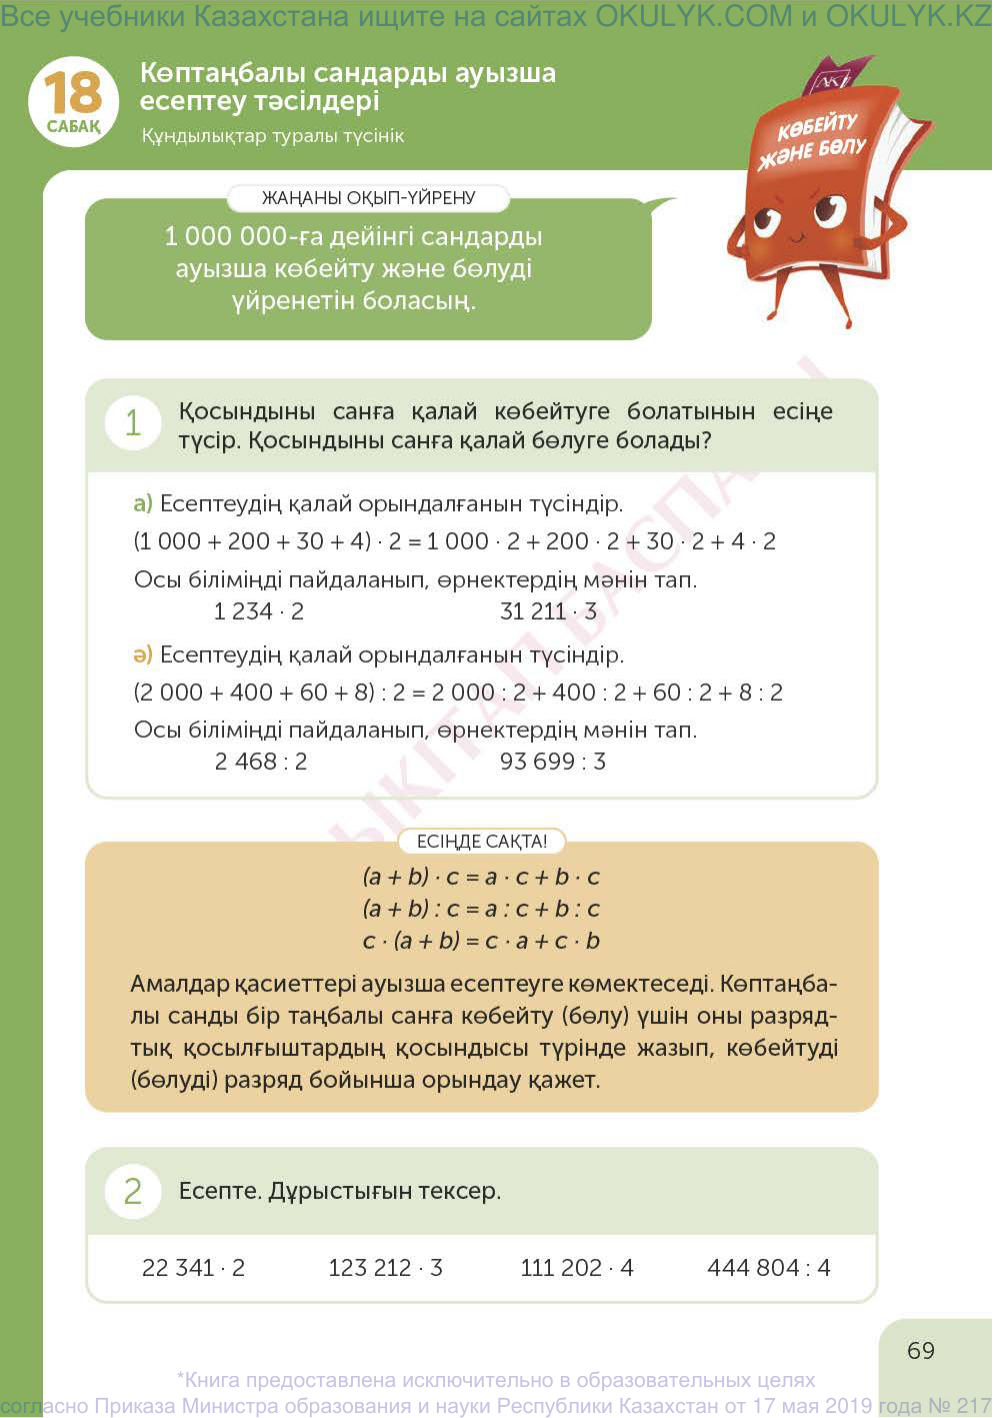 Все учебники Казахстана ищите на сайтах OKULYK.COM и OKULYK.KZ
18
САБАҚ
Көптаңбалы сандарды ауызша
есептеу тәсілдері
Құндылықтар туралы түсінік
КӨБЕЙТУ
ЖӘНЕ БӨЛУ
ЖАҢАНЫ ОҚЫП-ҮЙРЕНУ
1 000 000-ға дейінгі сандарды
ауызша көбейту және бөлуді
үйренетін боласың.
1
Қосындыны санға қалай көбейтуге болатынын есіңе
түсір. Қосындыны санға қалай бөлуге болады?
а) Есептеудің қалай орындалғанын түсіндір.
(1 000 + 200 + 30 + 4) · 2 = 1 000 · 2 + 200 · 2 + 30 · 2 + 4 · 2
Осы біліміңді пайдаланып, өрнектердің мәнін тап.
1 234 · 2 31 211 · 3
ә) Есептеудің қалай орындалғанын түсіндір.
(2 000 + 400 + 60 + 8) : 2 = 2 000 : 2 + 400 : 2 + 60 : 2 + 8 : 2
Осы біліміңді пайдаланып, өрнектердің мәнін тап.
2 468 : 2 93 699 : 3
ЕСІҢДЕ САҚТА!
(a + b) · c = a · c + b · c
(a + b) : c = a : c + b : c
c · (a + b) = c · a + c · b
Амалдар қасиеттері ауызша есептеуге көмектеседі. Көптаңба-
лы санды бір таңбалы санға көбейту (бөлу) үшін оны разряд-
тық қосылғыштардың қосындысы түрінде жазып, көбейтуді
(бөлуді) разряд бойынша орындау қажет.
2
Есепте. Дұрыстығын тексер.
22 341 · 2 123 212 · 3 111 202 · 4 444 804 : 4
69
*Книга предоставлена исключительно в образовательных целях
согласно Приказа Министра образования и науки Республики Казахстан от 17 мая 2019 года № 217